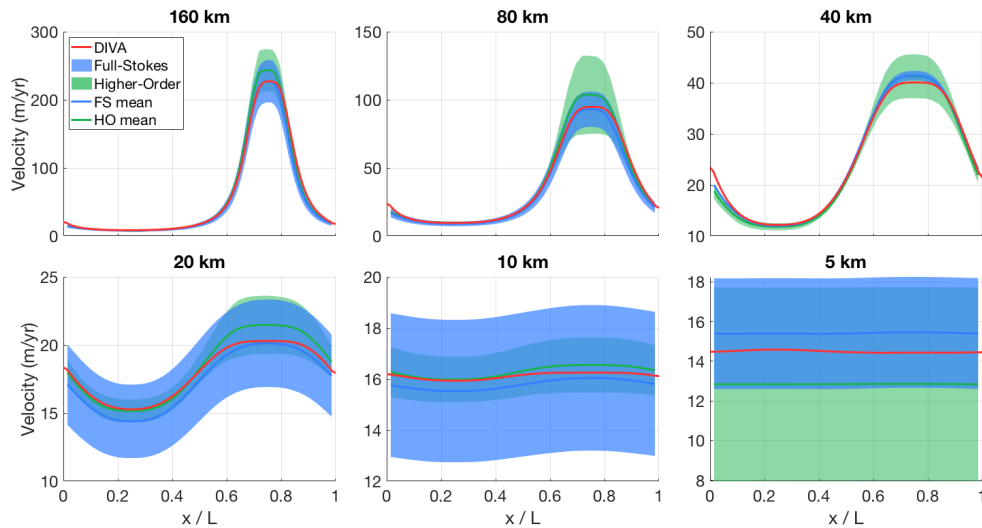 160 km
80 km
40 km
Velocity (m/yr)
300
200
100
0
DIVA
Full-Stokes
Higher-Order
FS mean
HO mean
150
100
50
0
50
40
30
20
10
20 km
10 km
5 km
Velocity (m/yr)
25
20
15
10
0 0.2 0.4 0.6 0.8 1
x / L
20
18
16
14
12
0 0.2 0.4 0.6 0.8 1
x / L
18
16
14
12
10
8
0 0.2 0.4 0.6 0.8 1
x / L